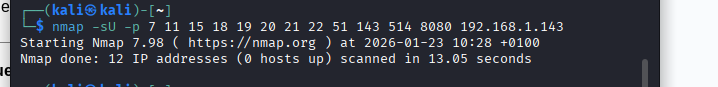 ┌──(kali㉿kali)-[~]
└─$ nmap -sU -p 7 11 15 18 19 20 21 22 51 143 514 8080 192.168.1.143
Starting Nmap 7.98 ( https://nmap.org ) at 2026-01-23 10:28 +0100
Nmap done: 12 IP addresses (0 hosts up) scanned in 13.05 seconds